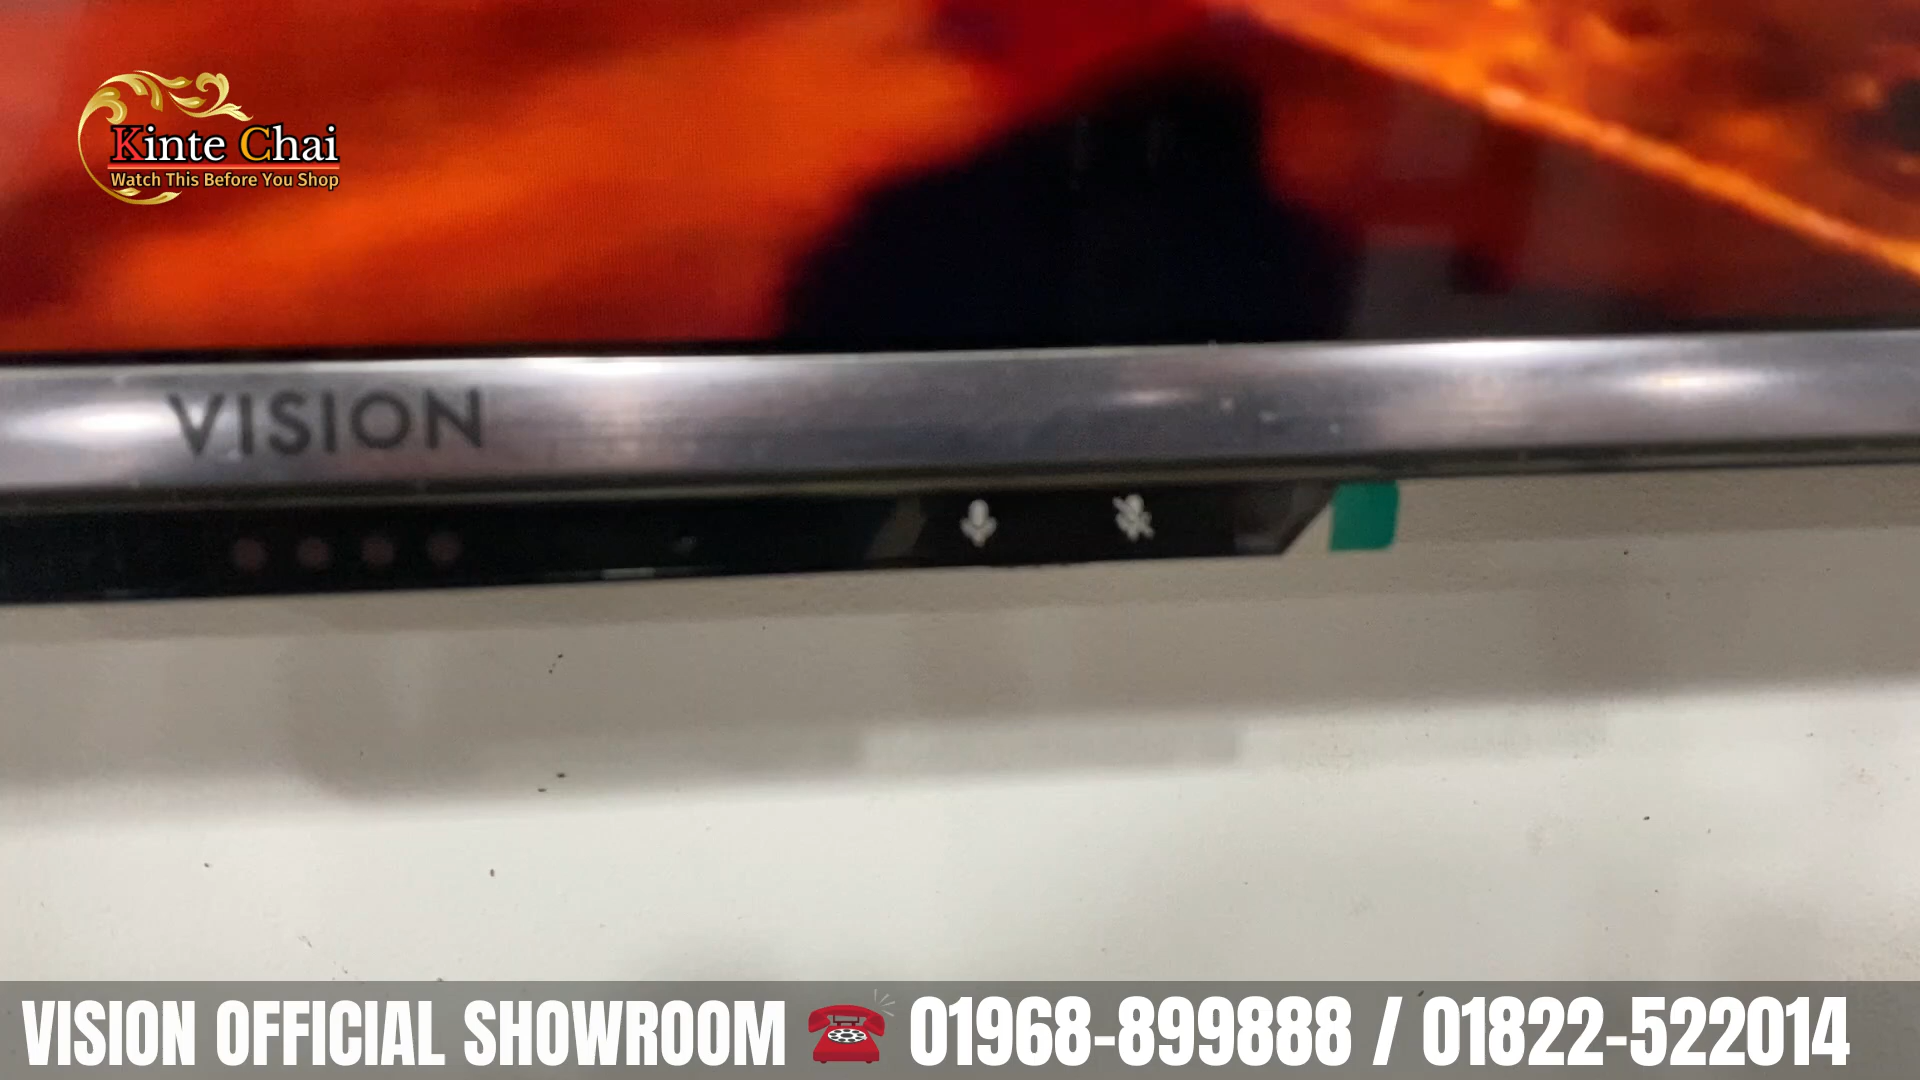 Kinte Chai
Watch This Before You Shop
VISION
VISION OFFICIAL SHOWROOM 01968-899888 / 01822-522014